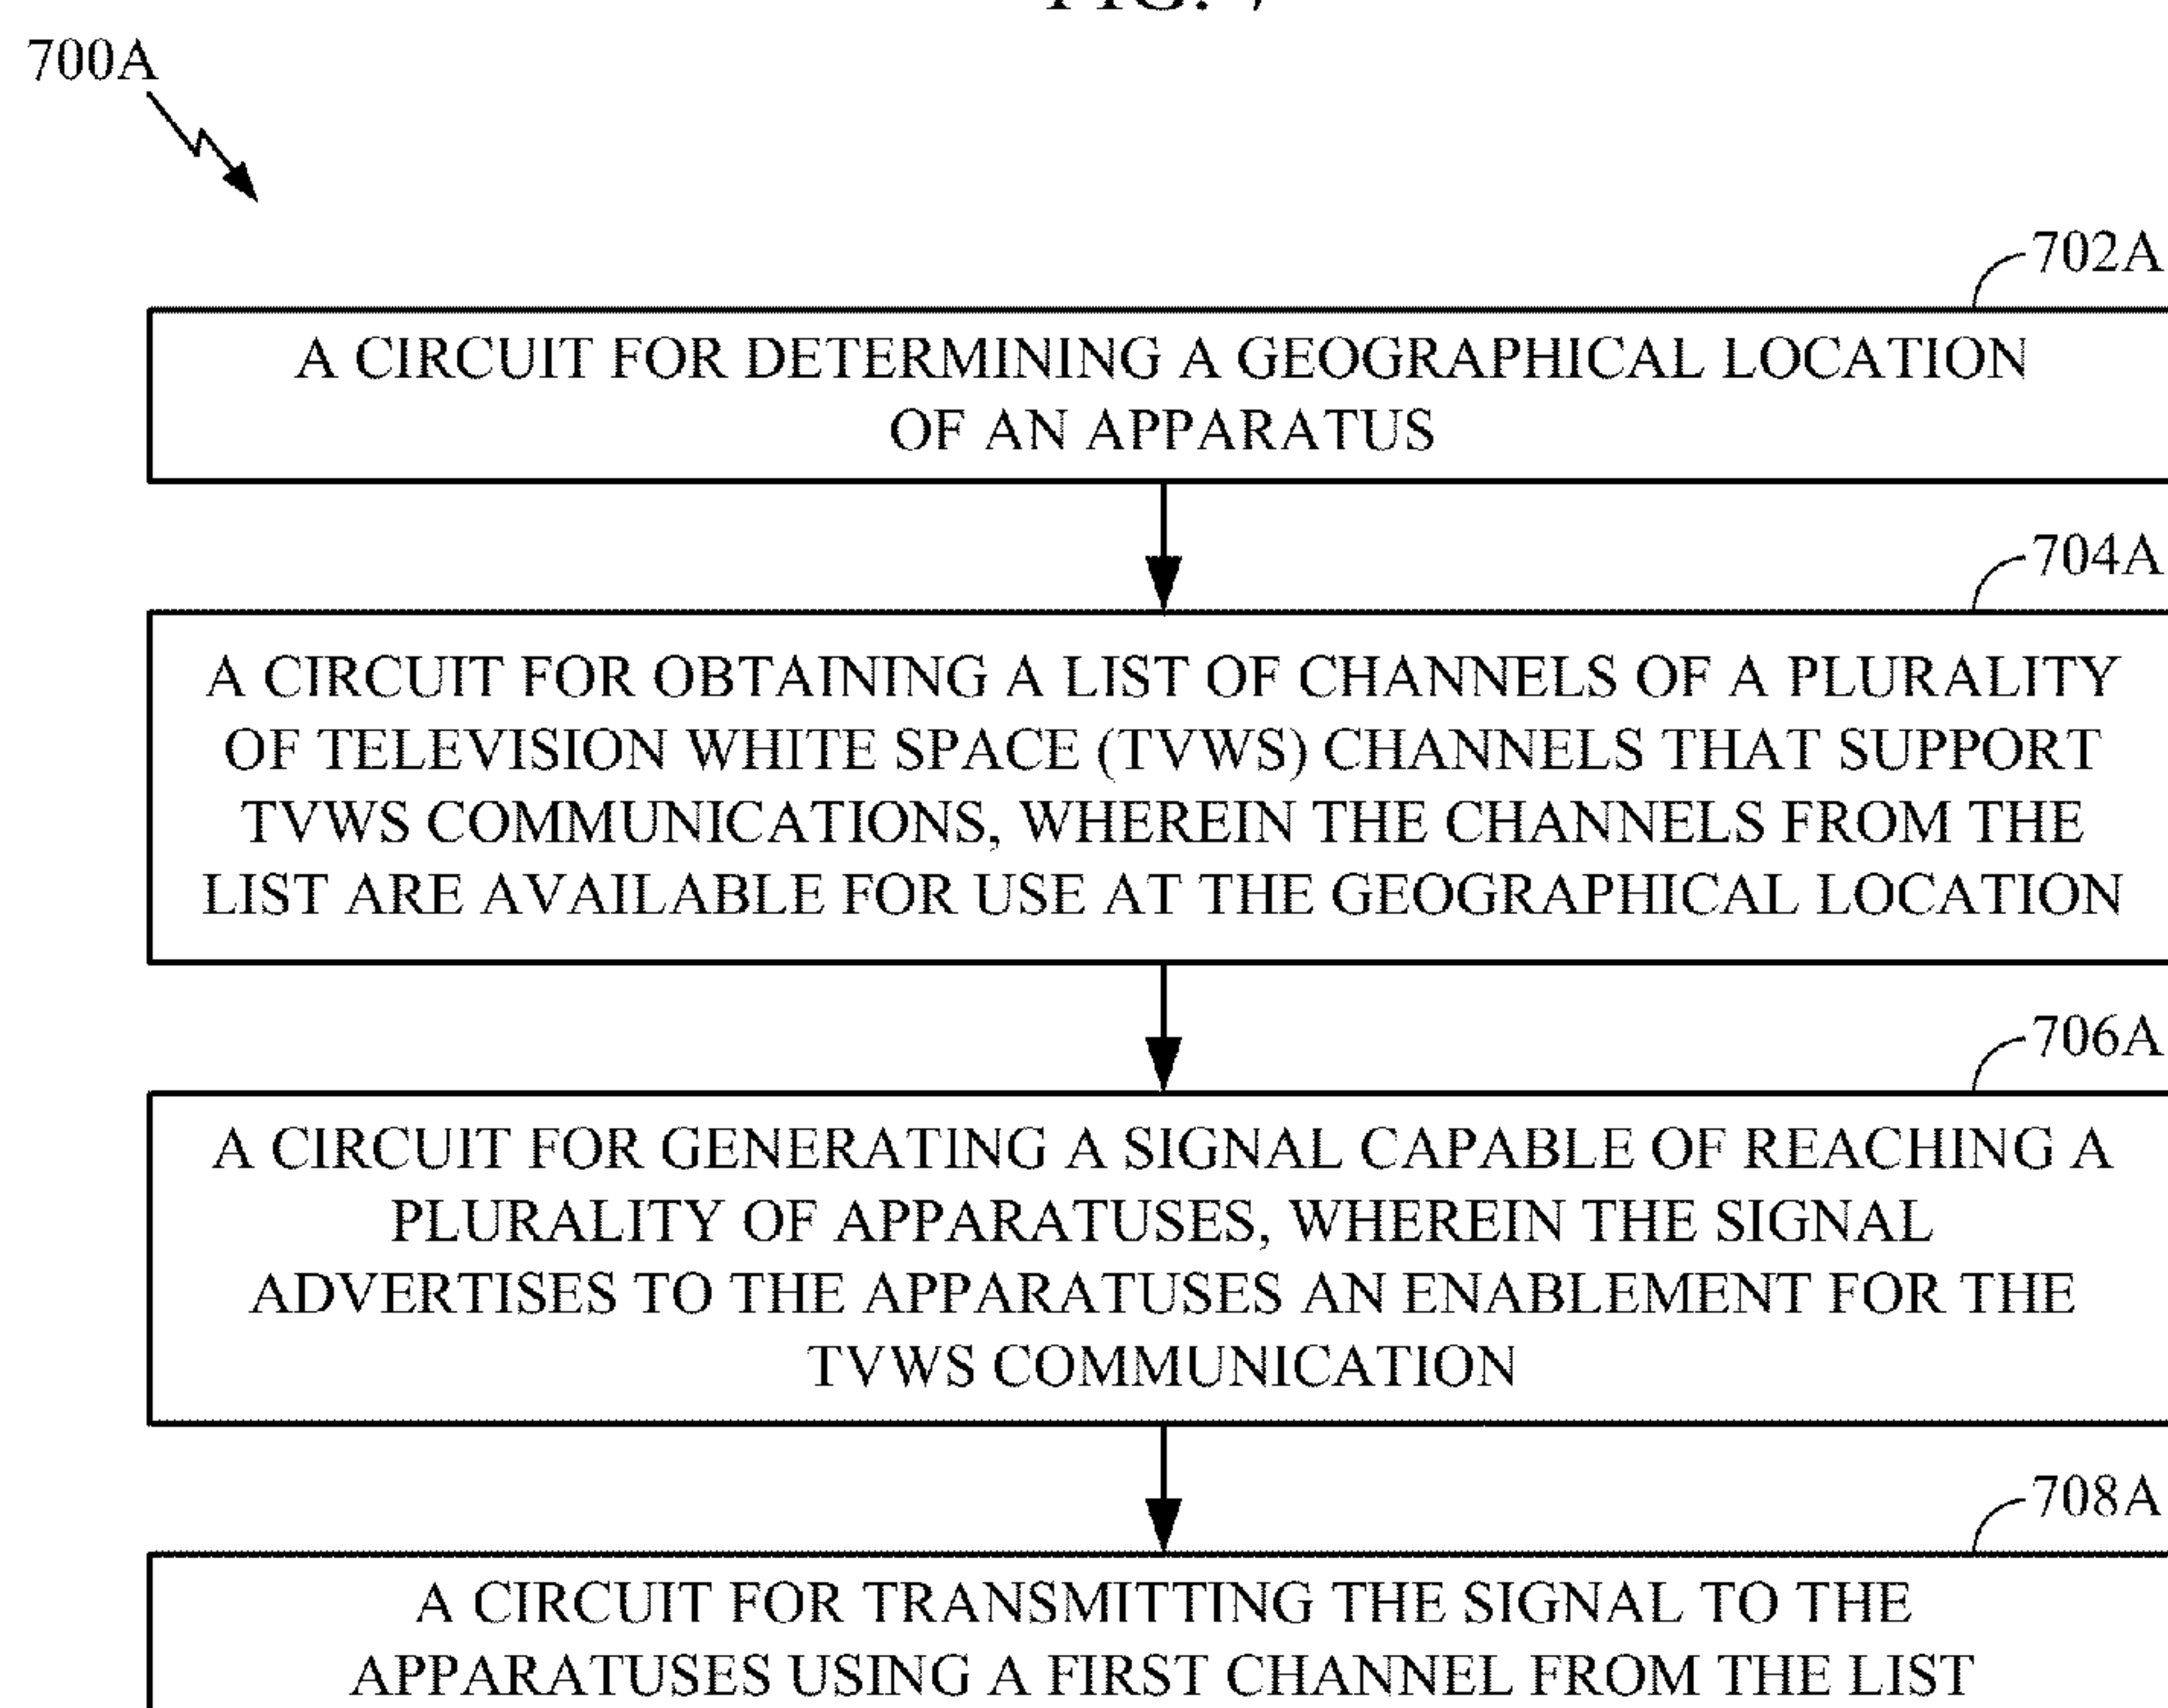 FIG. 7
700A
702A
A CIRCUIT FOR DETERMINING A GEOGRAPHICAL LOCATION
OF AN APPARATUS
704A
A CIRCUIT FOR OBTAINING A LIST OF CHANNELS OF A PLURALITY
OF TELEVISION WHITE SPACE (TVWS) CHANNELS THAT SUPPORT
TVWS COMMUNICATIONS, WHEREIN THE CHANNELS FROM THE
LIST ARE AVAILABLE FOR USE AT THE GEOGRAPHICAL LOCATION
706A
A CIRCUIT FOR GENERATING A SIGNAL CAPABLE OF REACHING A
PLURALITY OF APPARATUSES, WHEREIN THE SIGNAL
ADVERTISES TO THE APPARATUSES AN ENABLEMENT FOR THE
TVWS COMMUNICATION
708A
A CIRCUIT FOR TRANSMITTING THE SIGNAL TO THE
APPARATUSES USING A FIRST CHANNEL FROM THE LIST